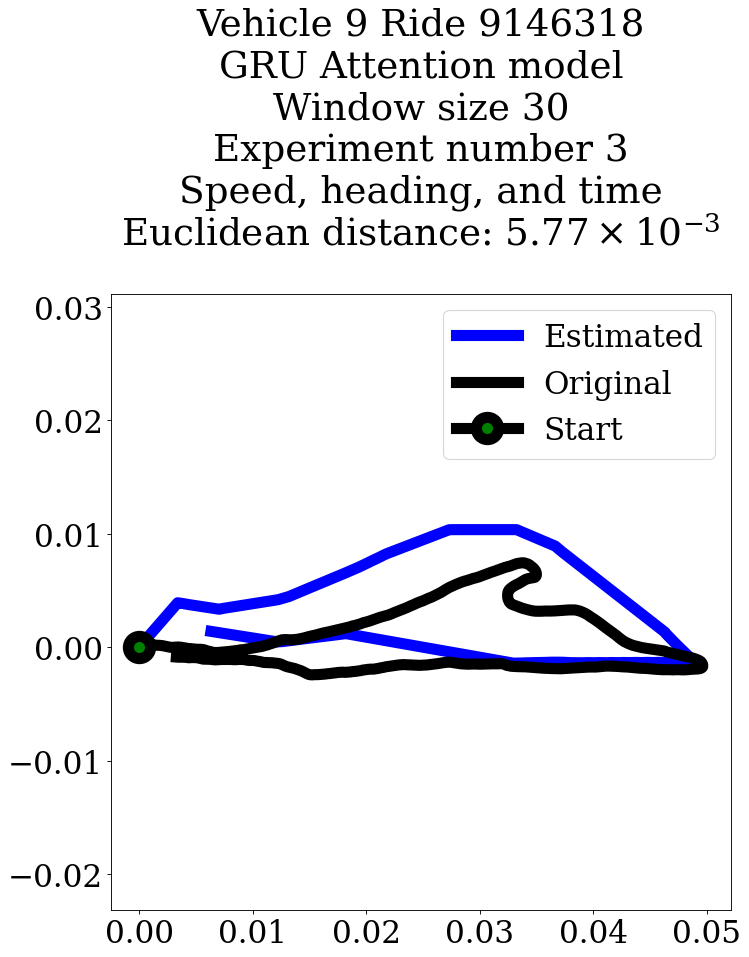 Vehicle 9 Ride 9146318
GRU Attention model
Window size 30
Experiment number 3
Speed, heading, and time
Euclidean distance: 5.77 × 10⁻³
0.03
Estimated
Original
Start
0.02
0.01
0.00
−0.01
−0.02
0.00 0.01 0.02 0.03 0.04 0.05